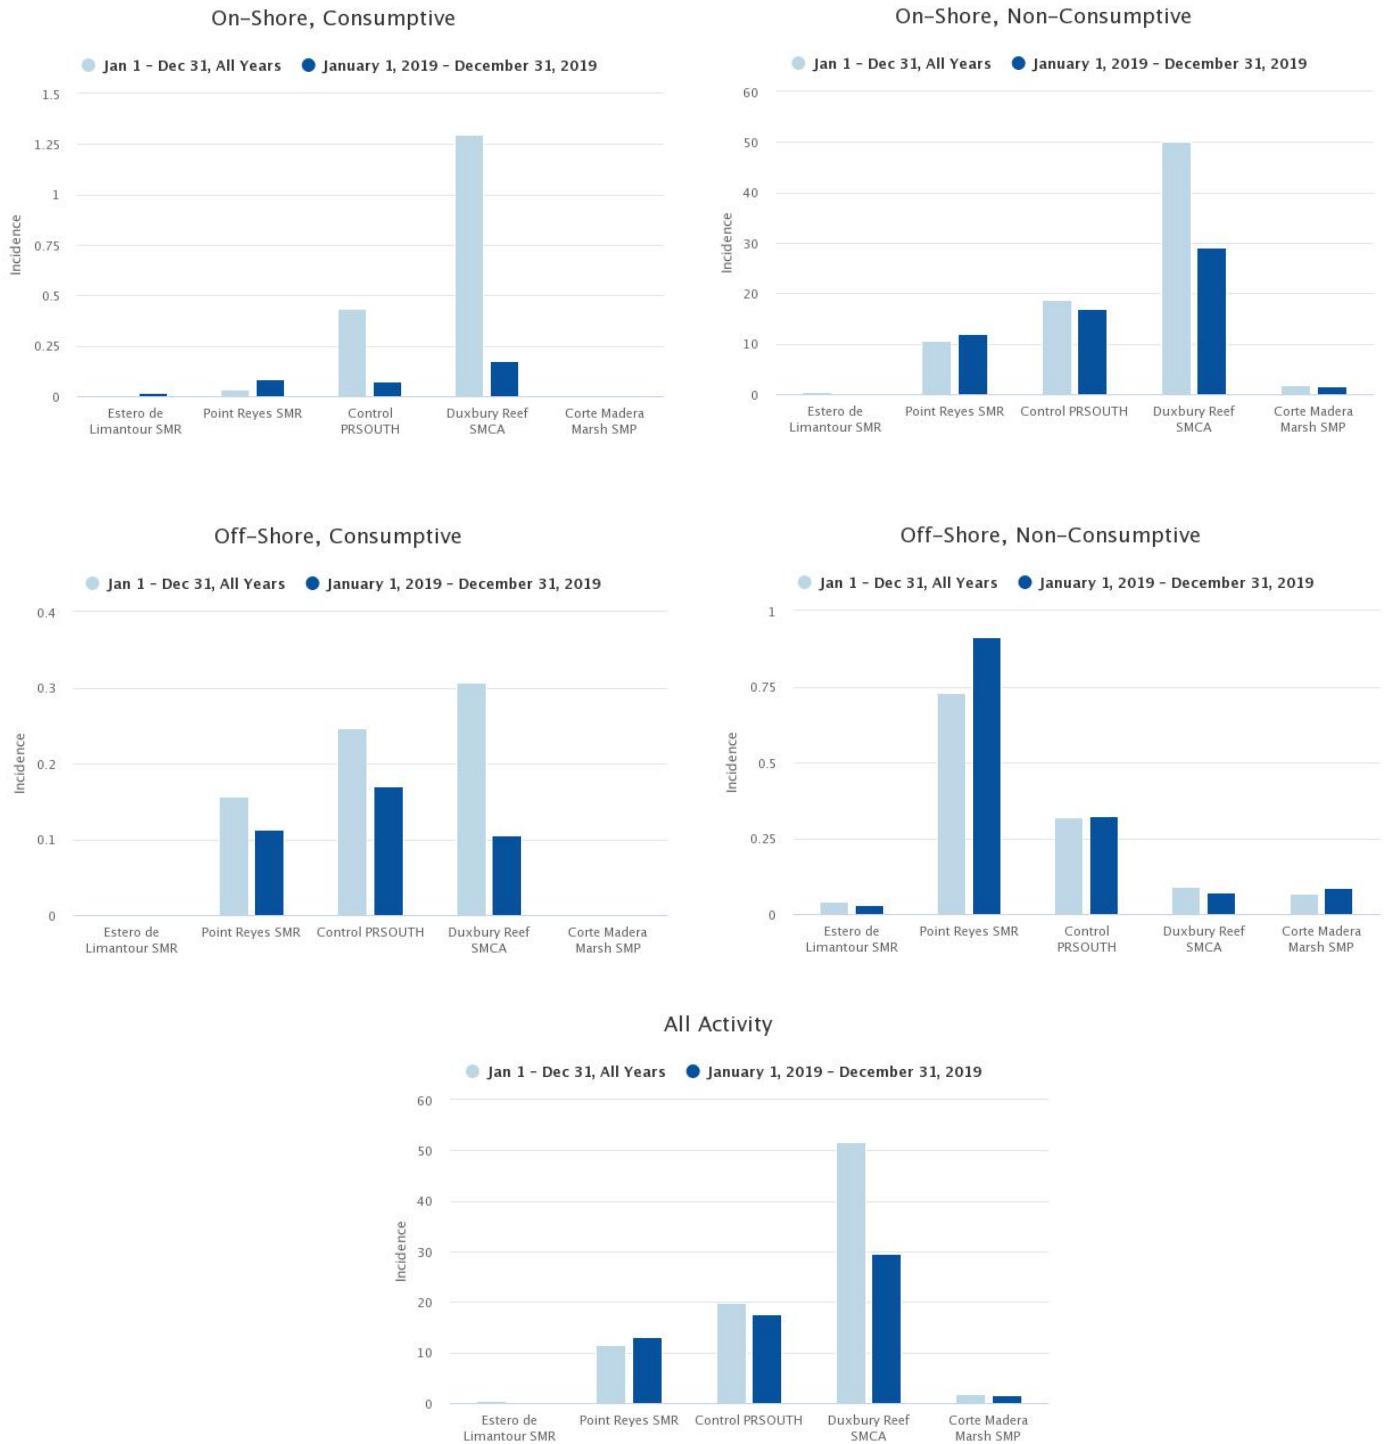 On-Shore, Consumptive
Jan 1 - Dec 31, All Years January 1, 2019 - December 31, 2019
1.5
1.25
1
0.75
0.5
0.25
0
Incidence
Estero de
Limantour SMR
Point Reyes SMR
Control
PRSOUTH
Duxbury Reef
SMCA
Corte Madera
Marsh SMP
On-Shore, Non-Consumptive
Jan 1 - Dec 31, All Years January 1, 2019 - December 31, 2019
60
50
40
30
20
10
0
Incidence
Estero de
Limantour SMR
Point Reyes SMR
Control PRSOUTH
Duxbury Reef
SMCA
Corte Madera
Marsh SMP
Off-Shore, Consumptive
Jan 1 - Dec 31, All Years January 1, 2019 - December 31, 2019
0.4
0.3
0.2
0.1
0
Incidence
Estero de
Limantour SMR
Point Reyes SMR
Control PRSOUTH
Duxbury Reef
SMCA
Corte Madera
Marsh SMP
Off-Shore, Non-Consumptive
Jan 1 - Dec 31, All Years January 1, 2019 - December 31, 2019
1
0.75
0.5
0.25
0
Incidence
Estero de
Limantour SMR
Point Reyes SMR
Control
PRSOUTH
Duxbury Reef
SMCA
Corte Madera
Marsh SMP
All Activity
Jan 1 - Dec 31, All Years January 1, 2019 - December 31, 2019
60
50
40
30
20
10
0
Incidence
Estero de
Limantour SMR
Point Reyes SMR
Control PRSOUTH
Duxbury Reef
SMCA
Corte Madera
Marsh SMP